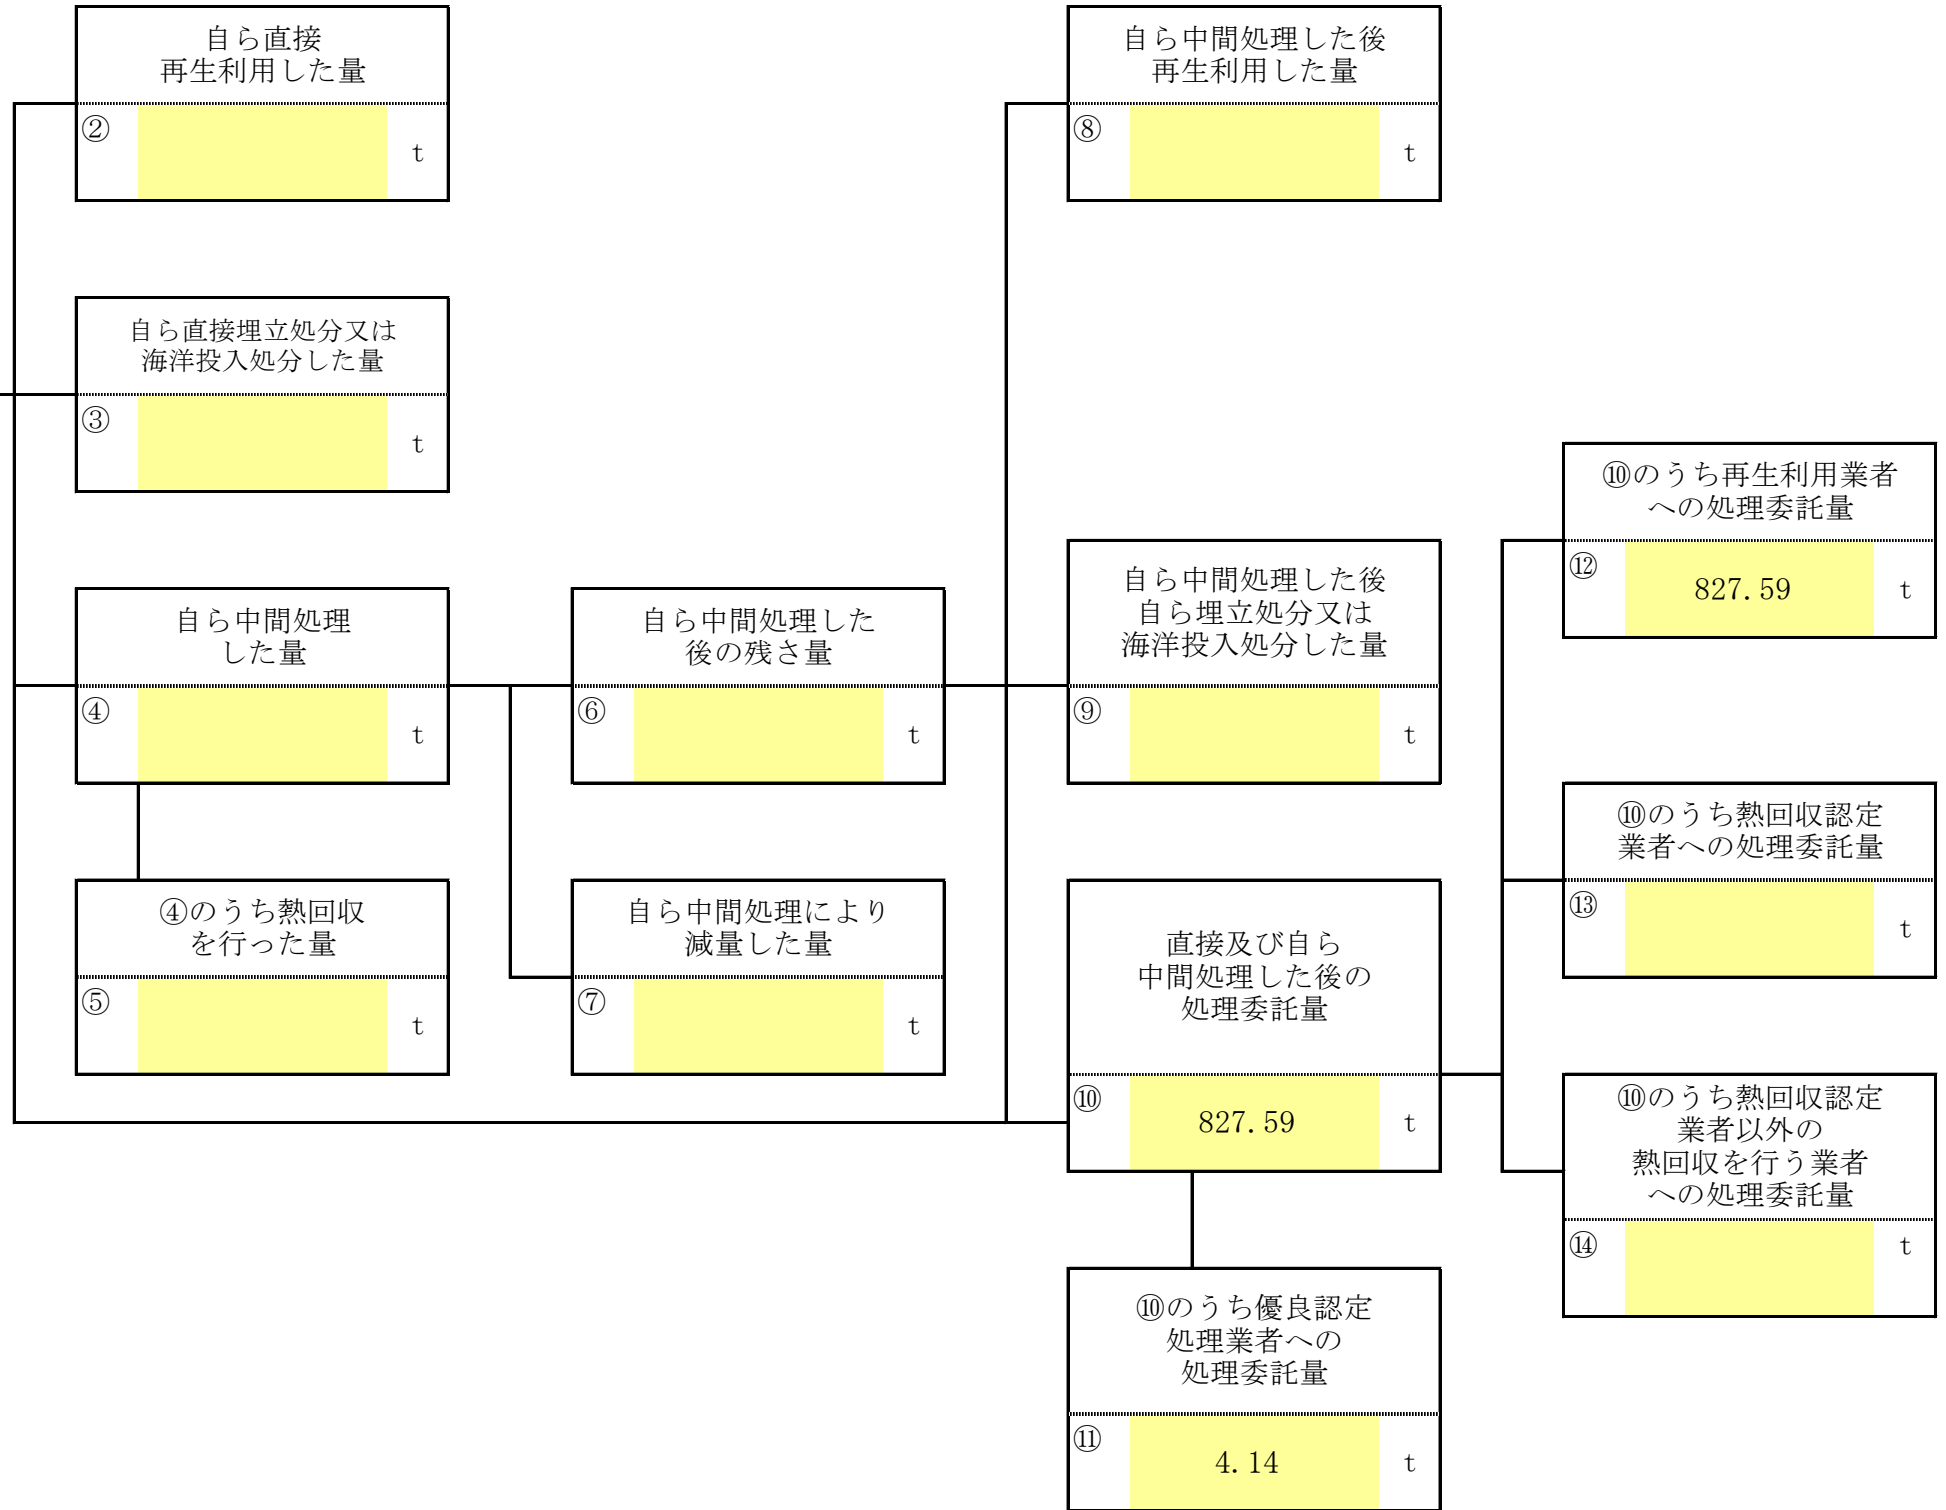 自ら直接
再生利用した量
②
t
自ら直接埋立処分又は
海洋投入処分した量
③
t
自ら中間処理
した量
④
t
④のうち熱回収
を行った量
⑤
t
自ら中間処理した
後の残さ量
⑥
t
自ら中間処理により
減量した量
⑦
t
自ら中間処理した後
再生利用した量
⑧
t
自ら中間処理した後
自ら埋立処分又は
海洋投入処分した量
⑨
t
直接及び自ら
中間処理した後の
処理委託量
⑩ 827.59 t
⑩のうち優良認定
処理業者への
処理委託量
⑪ 4.14 t
⑩のうち再生利用業者
への処理委託量
⑫ 827.59 t
⑩のうち熱回収認定
業者への処理委託量
⑬
t
⑩のうち熱回収認定
業者以外の
熱回収を行う業者
への処理委託量
⑭ t